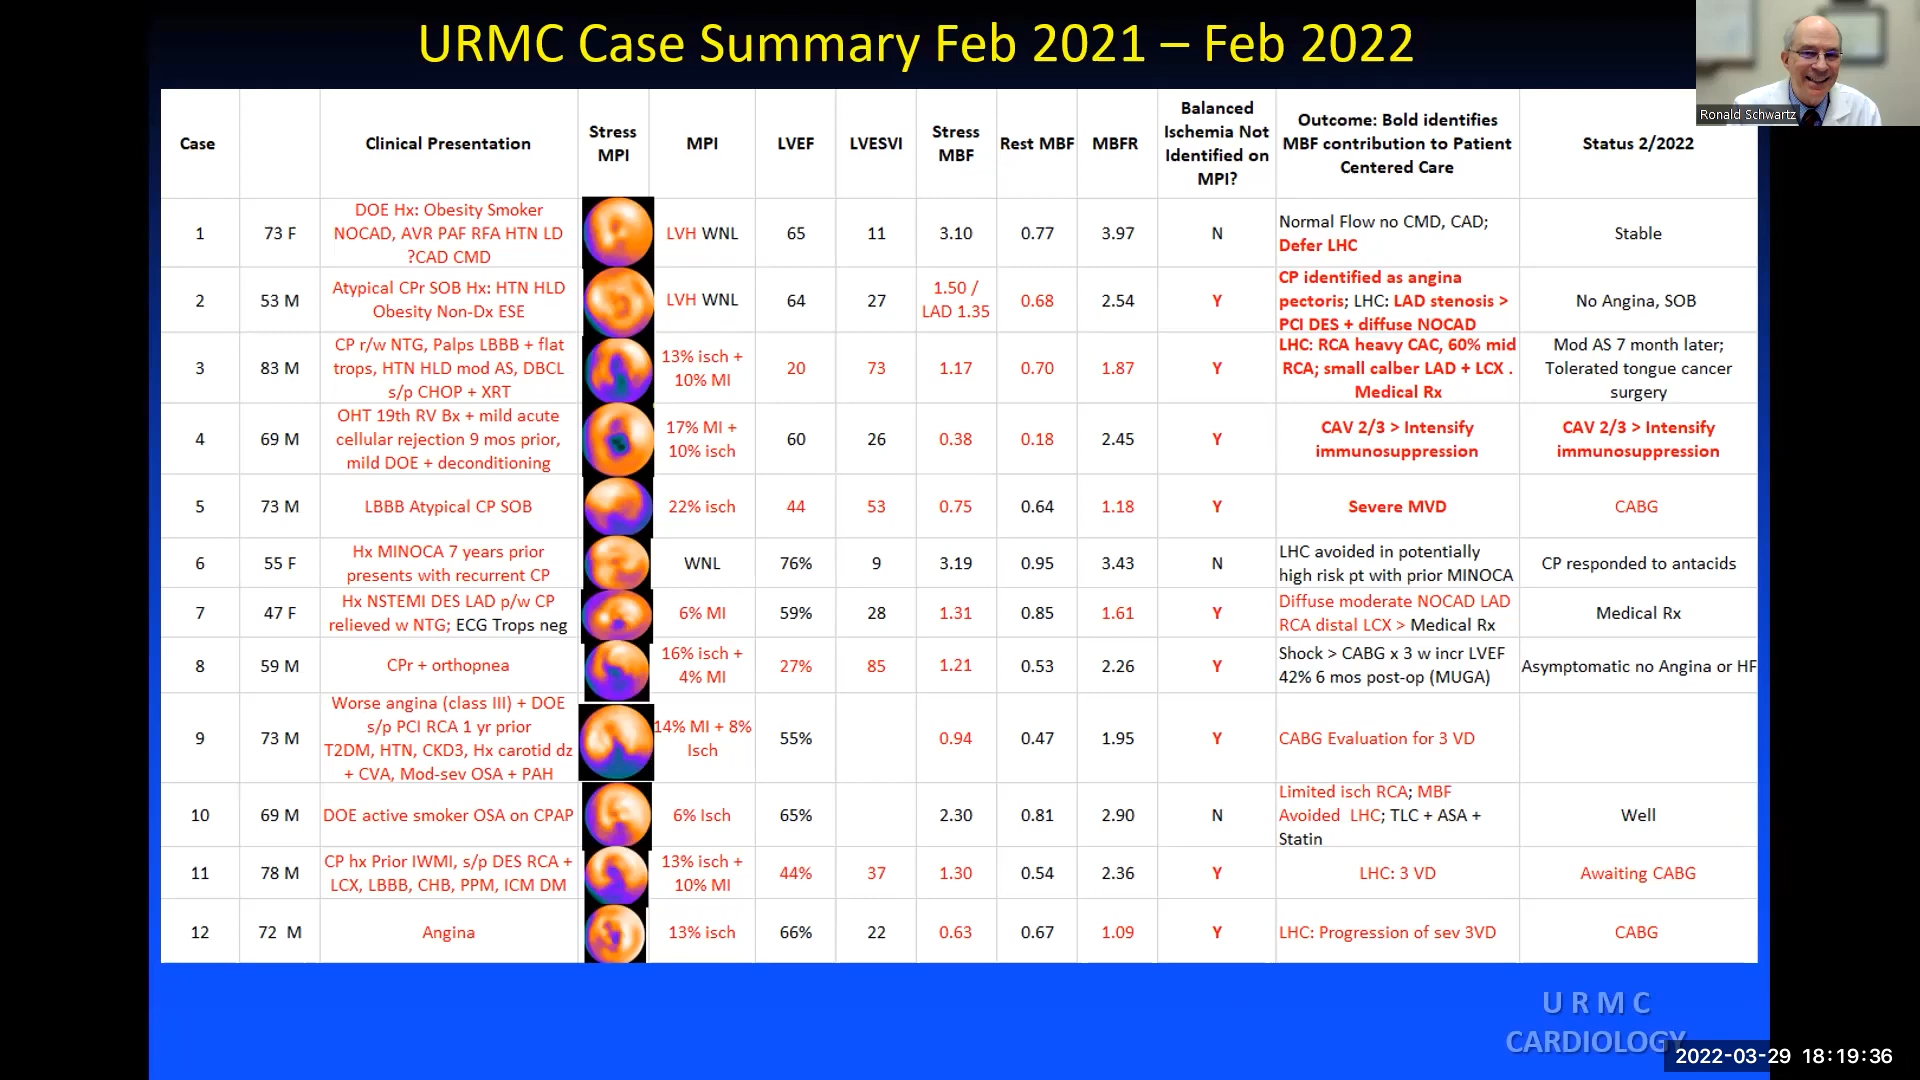 URMC Case Summary Feb 2021 – Feb 2022
Ronald Schwartz
Case
Clinical Presentation
Stress
MPI
MPI
LVEF
LVESVI
Stress
MBF
Rest MBF
MBFR
Balanced
Ischemia Not
Identified on
MPI?
Outcome: Bold identifies
MBF contribution to Patient
Centered Care
Status 2/2022
1
73 F
DOE Hx: Obesity Smoker
NOCAD, AVR PAF RFA HTN LD
?CAD CMD
LVH WNL
65
11
3.10
0.77
3.97
N
Normal Flow no CMD, CAD;
Defer LHC
Stable
2
53 M
Atypical CPr SOB Hx: HTN HLD
Obesity Non-Dx ESE
LVH WNL
64
27
1.50 /
LAD 1.35
0.68
2.54
Y
CP identified as angina
pectoris; LHC: LAD stenosis >
PCI DES + diffuse NOCAD
No Angina, SOB
3
83 M
CP r/w NTG, Palps LBBB + flat
trops, HTN HLD mod AS, DBCL
s/p CHOP + XRT
13% isch +
10% MI
20
73
1.17
0.70
1.87
Y
LHC: RCA heavy CAC, 60% mid
RCA; small calber LAD + LCX .
Medical Rx
Mod AS 7 month later;
Tolerated tongue cancer
surgery
4
69 M
OHT 19th RV Bx + mild acute
cellular rejection 9 mos prior,
mild DOE + deconditioning
17% MI +
10% isch
60
26
0.38
0.18
2.45
Y
CAV 2/3 > Intensify
immunosuppression
CAV 2/3 > Intensify
immunosuppression
5
73 M
LBBB Atypical CP SOB
22% isch
44
53
0.75
0.64
1.18
Y
Severe MVD
CABG
6
55 F
Hx MINOCA 7 years prior
presents with recurrent CP
WNL
76%
9
3.19
0.95
3.43
N
LHC avoided in potentially
high risk pt with prior MINOCA
CP responded to antacids
7
47 F
Hx NSTEMI DES LAD p/w CP
relieved w NTG; ECG Trops neg
6% MI
59%
28
1.31
0.85
1.61
Y
Diffuse moderate NOCAD LAD
RCA distal LCX > Medical Rx
Medical Rx
8
59 M
CPr + orthopnea
16% isch +
4% MI
27%
85
1.21
0.53
2.26
Y
Shock > CABG x 3 w incr LVEF
42% 6 mos post-op (MUGA)
Asymptomatic no Angina or HF
9
73 M
Worse angina (class III) + DOE
s/p PCI RCA 1 yr prior
T2DM, HTN, CKD3, Hx carotid dz
+ CVA, Mod-sev OSA + PAH
14% MI + 8%
Isch
55%
0.94
0.47
1.95
Y
CABG Evaluation for 3 VD
10
69 M
DOE active smoker OSA on CPAP
6% Isch
65%
2.30
0.81
2.90
N
Limited isch RCA; MBF
Avoided LHC; TLC + ASA +
Statin
Well
11
78 M
CP hx Prior IWMI, s/p DES RCA +
LCX, LBBB, CHB, PPM, ICM DM
13% isch +
10% MI
44%
37
1.30
0.54
2.36
Y
LHC: 3 VD
Awaiting CABG
12
72 M
Angina
13% isch
66%
22
0.63
0.67
1.09
Y
LHC: Progression of sev 3VD
CABG
URMC
CARDIOLOGY
2022-03-29 18:19:36